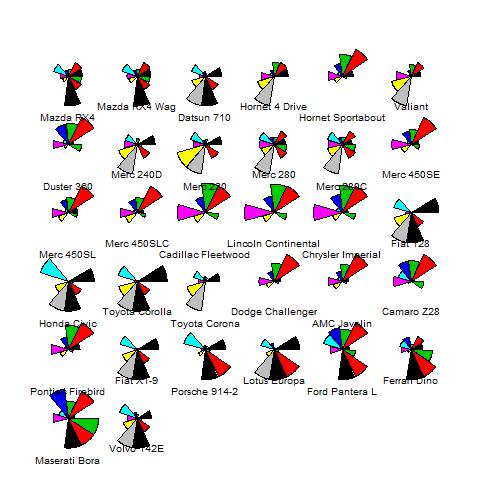 Mazda RX4 Mazda RX4 Wag Datsun 710 Hornet 4 Drive Hornet Sportabout Valiant
Duster 360 Merc 240D Merc 230 Merc 280 Merc 280C Merc 450SE
Merc 450SL Merc 450SLC Cadillac Fleetwood Lincoln Continental Chrysler Imperial Fiat 128
Honda Civic Toyota Corolla Toyota Corona Dodge Challenger AMC Javelin Camaro Z28
Pontiac Firebird Fiat X1-9 Porsche 914-2 Lotus Europa Ford Pantera L Ferrari Dino
Maserati Bora Volvo 142E